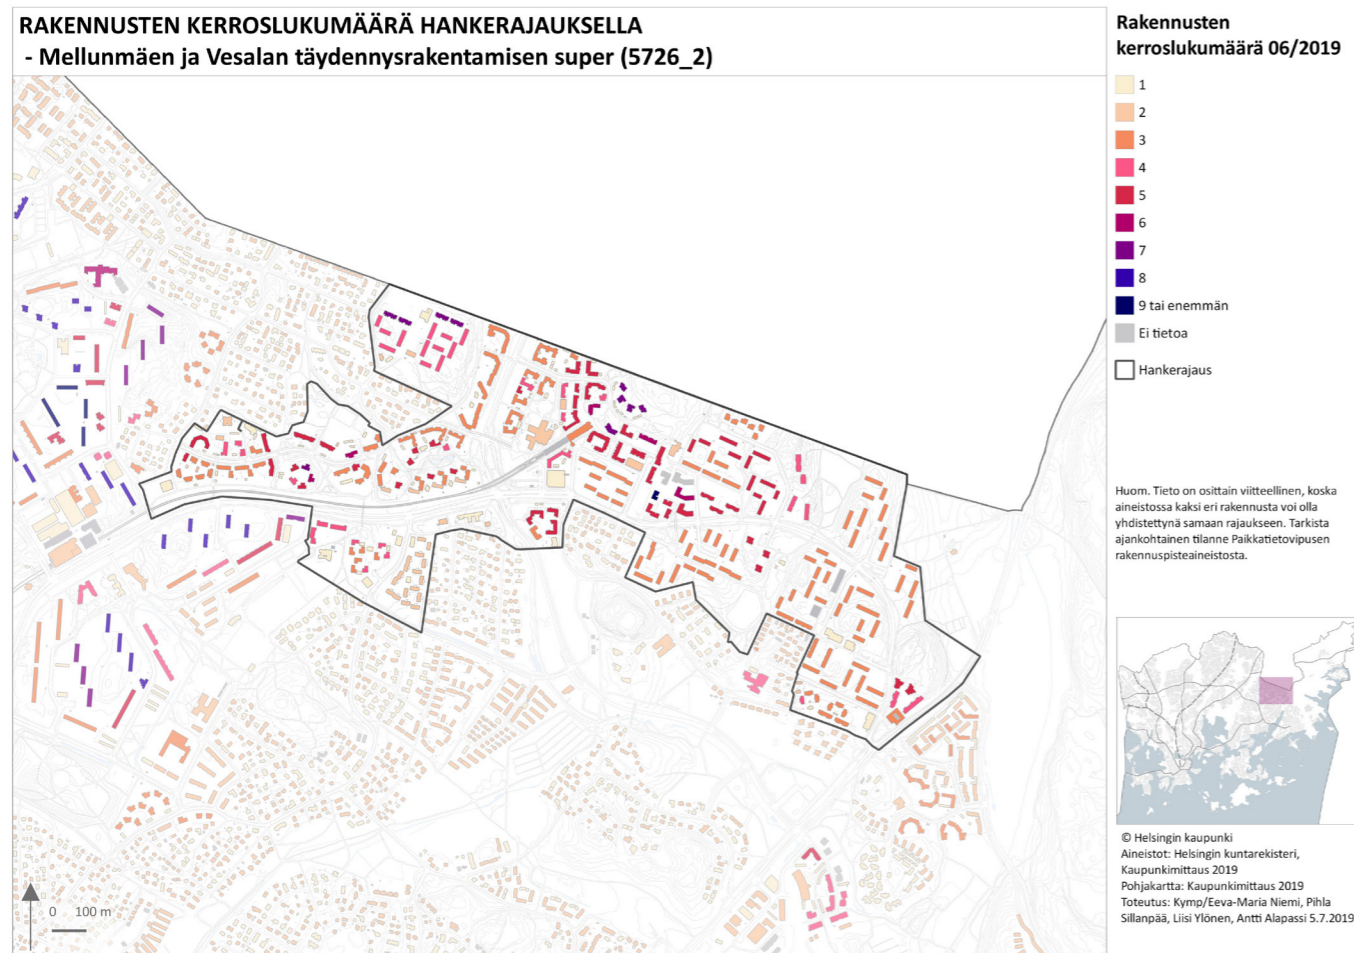 RAKENNUSTEN KERROSLUKUMÄÄRÄ HANKERAJAUKSELLA
- Mellunmäen ja Vesalan täydennysrakentamisen super (5726_2)
Rakennusten
kerroslukumäärä 06/2019
1
2
3
4
5
6
7
8
9 tai enemmän
Ei tietoa
Hankerajaus
Huom. Tieto on osittain viitteellinen, koska
aineistossa kaksi eri rakennusta voi olla
yhdistettynä samaan rajaukseen. Tarkista
ajankohtainen tilanne Paikkatietovipusen
rakennuspisteaineistosta.
© Helsingin kaupunki
Aineistot: Helsingin kuntarekisteri,
Kaupunkimittaus 2019
Pohjakartta: Kaupunkimittaus 2019
Toteutus: Kymp/Eeva-Maria Niemi, Pihla
Sillanpää, Liisi Ylönen, Antti Alapassi 5.7.2019
0 100 m